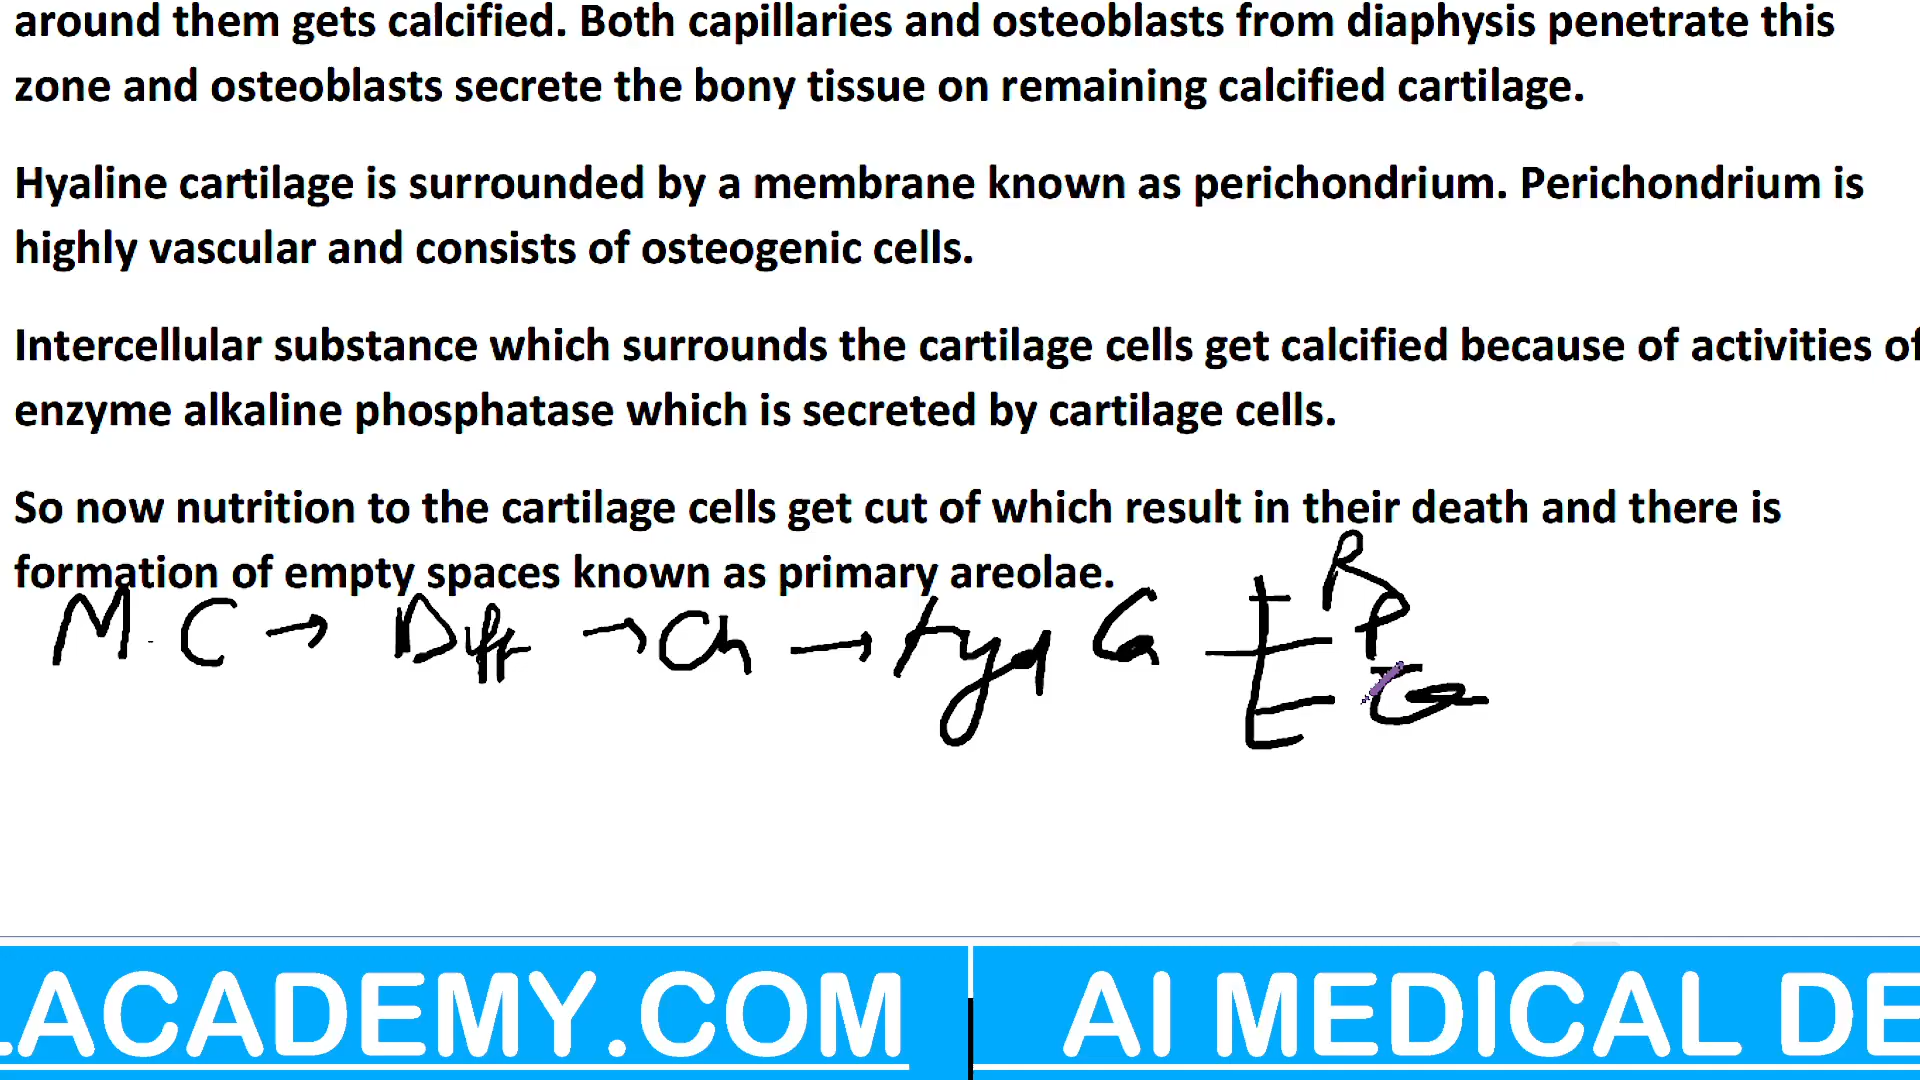 around them gets calcified. Both capillaries and osteoblasts from diaphysis penetrate this
zone and osteoblasts secrete the bony tissue on remaining calcified cartilage.
Hyaline cartilage is surrounded by a membrane known as perichondrium. Perichondrium is
highly vascular and consists of osteogenic cells.
Intercellular substance which surrounds the cartilage cells get calcified because of activities of
enzyme alkaline phosphatase which is secreted by cartilage cells.
So now nutrition to the cartilage cells get cut of which result in their death and there is
formation of empty spaces known as primary areolae.
M.C → Diff → Ch → Hyal Ca
R
P
.ACADEMY.COM
AI MEDICAL DE